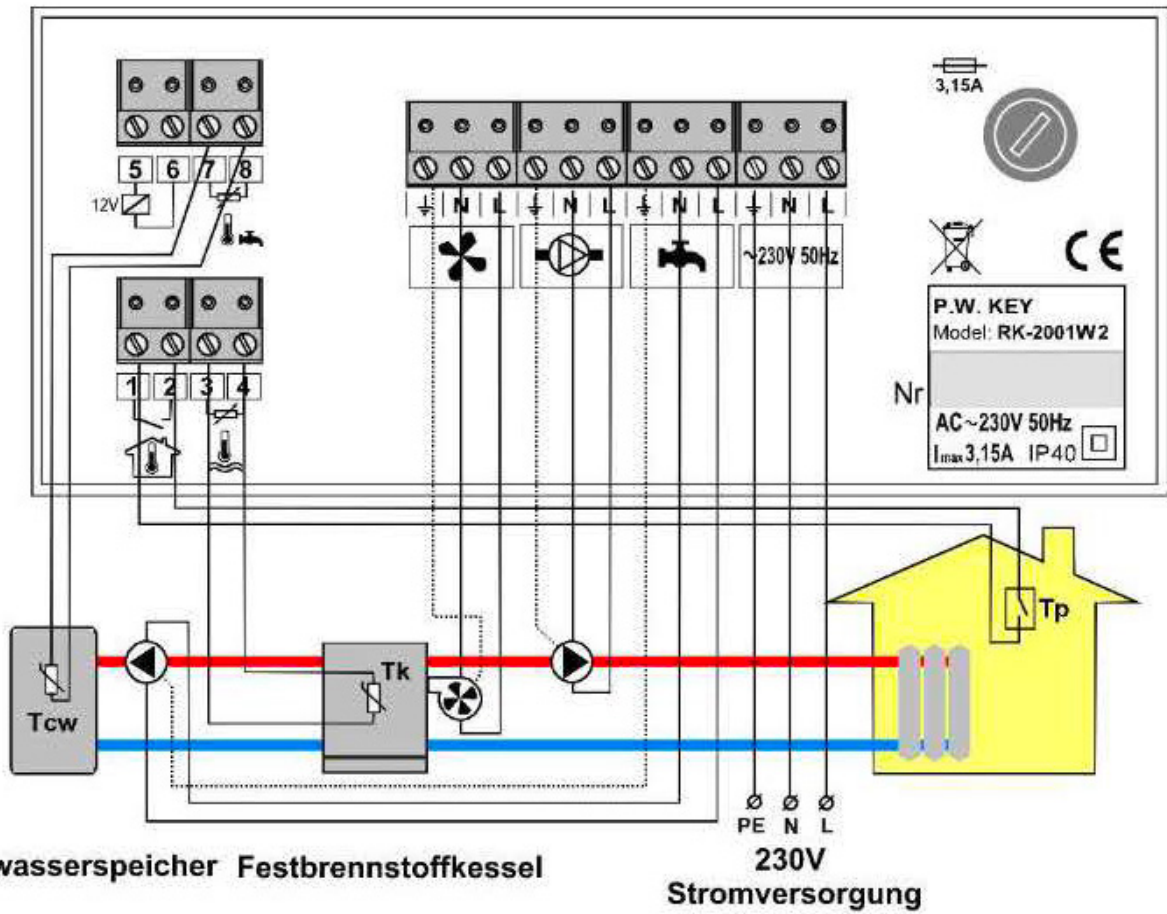 3,15A
5 6 7 8
12V
N L N L N L N L
~230V 50Hz
CE
P.W. KEY
Model: RK-2001W2
Nr
1 2 3 4
AC~230V 50Hz
Imax 3,15A IP40
Tp
Tk
Tcw
PE N L
wasserspeicher Festbrennstoffkessel
230V
Stromversorgung